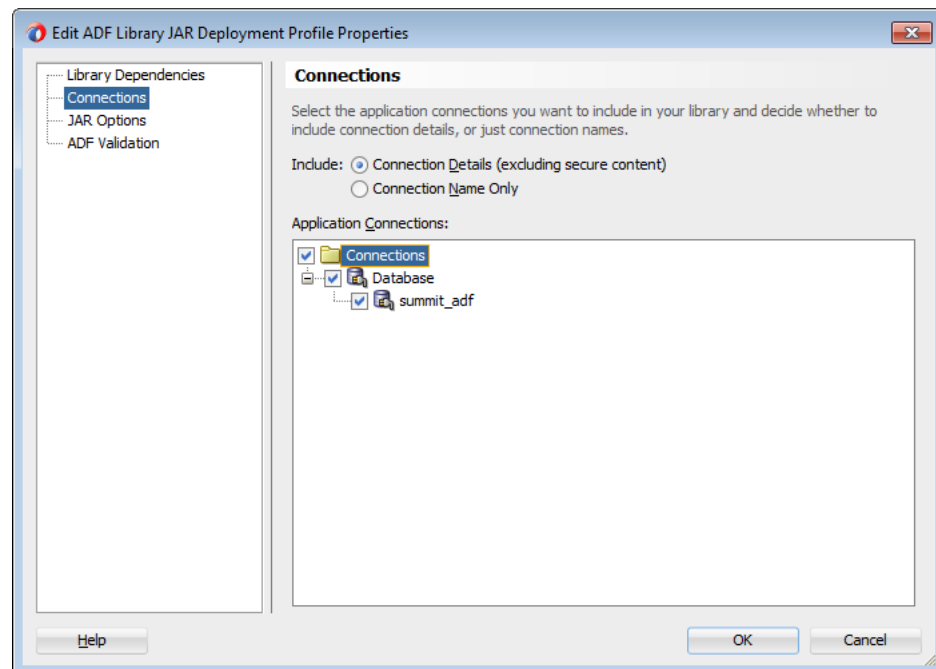 Edit ADF Library JAR Deployment Profile Properties
Library Dependencies
Connections
JAR Options
ADF Validation
Connections
Select the application connections you want to include in your library and decide whether to
include connection details, or just connection names.
Include: Connection Details (excluding secure content)
Connection Name Only
Application Connections:
Connections
Database
summit_adf
Help
OK
Cancel